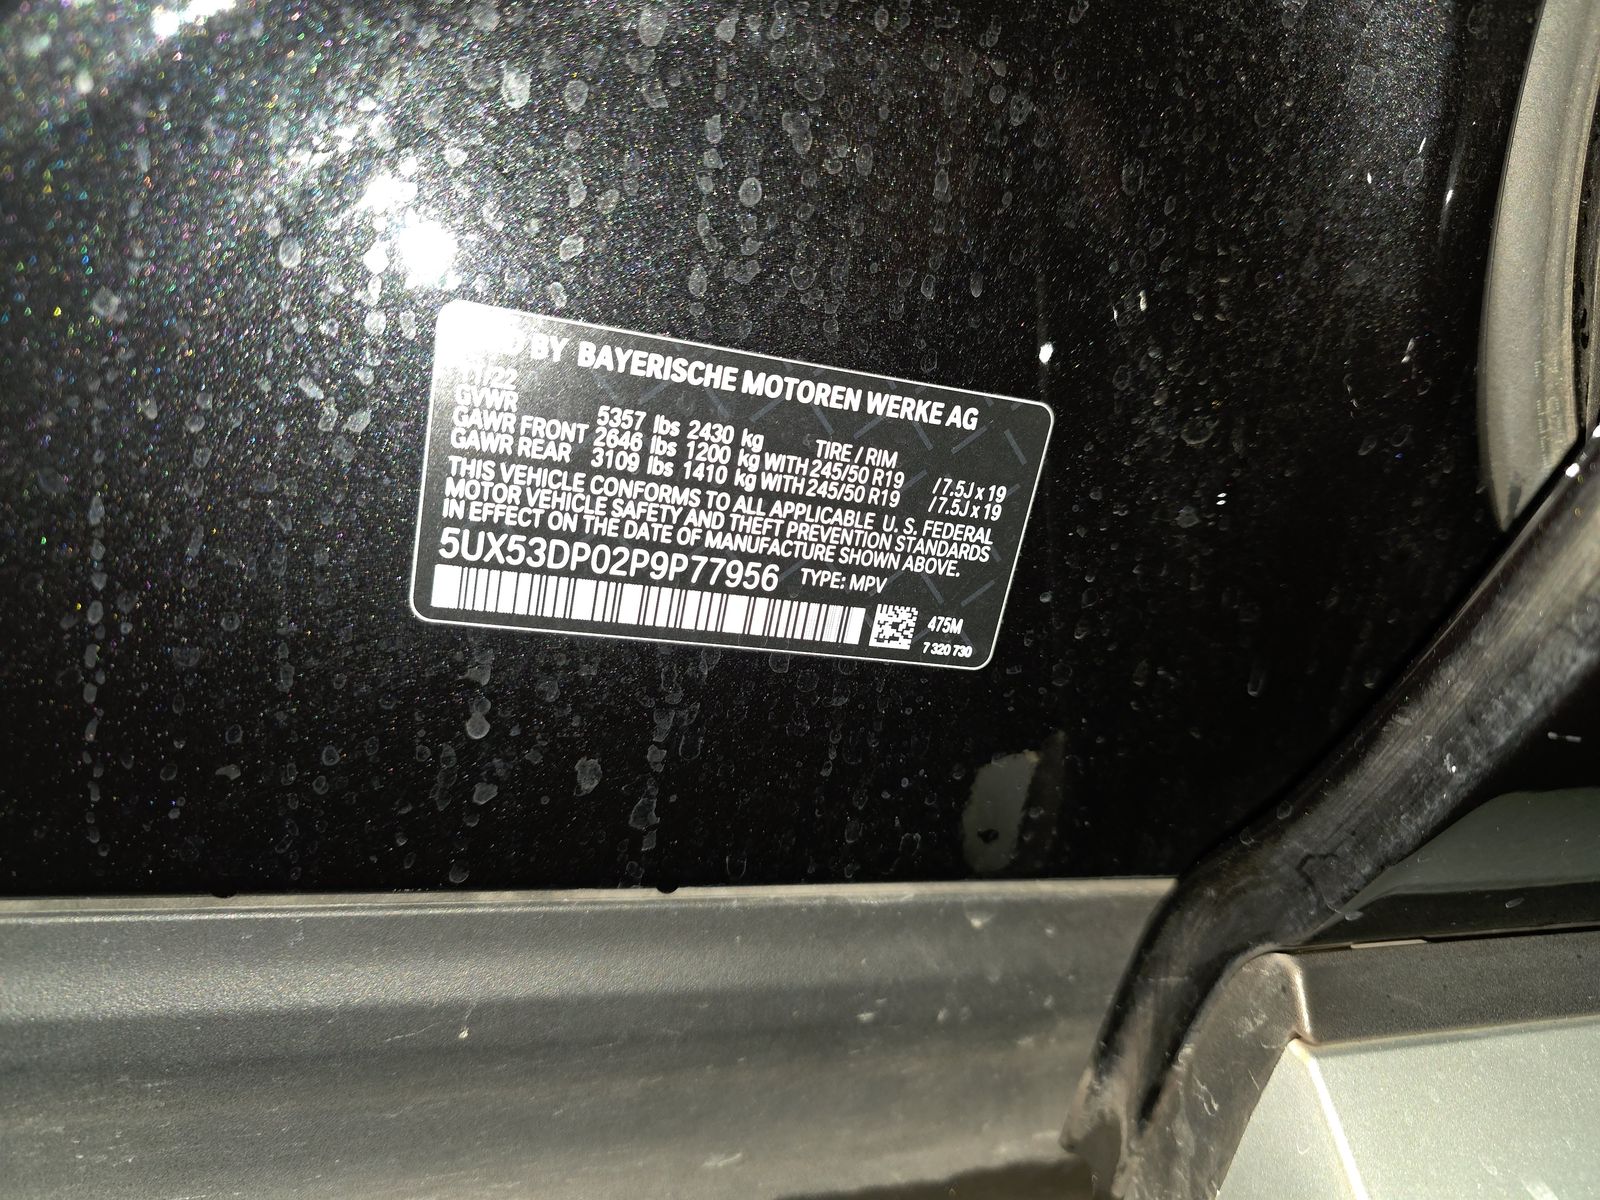 BY BAYERISCHE MOTOREN WERKE AG
11/22
GVWR 5357 lbs 2430 kg TIRE / RIM
GAWR FRONT 2646 lbs 1200 kg WITH 245/50 R19 /7.5J x 19
GAWR REAR 3109 lbs 1410 kg WITH 245/50 R19 /7.5J x 19
THIS VEHICLE CONFORMS TO ALL APPLICABLE U. S. FEDERAL
MOTOR VEHICLE SAFETY AND THEFT PREVENTION STANDARDS
IN EFFECT ON THE DATE OF MANUFACTURE SHOWN ABOVE.
5UX53DP02P9P77956 TYPE: MPV
475M
7 320 730